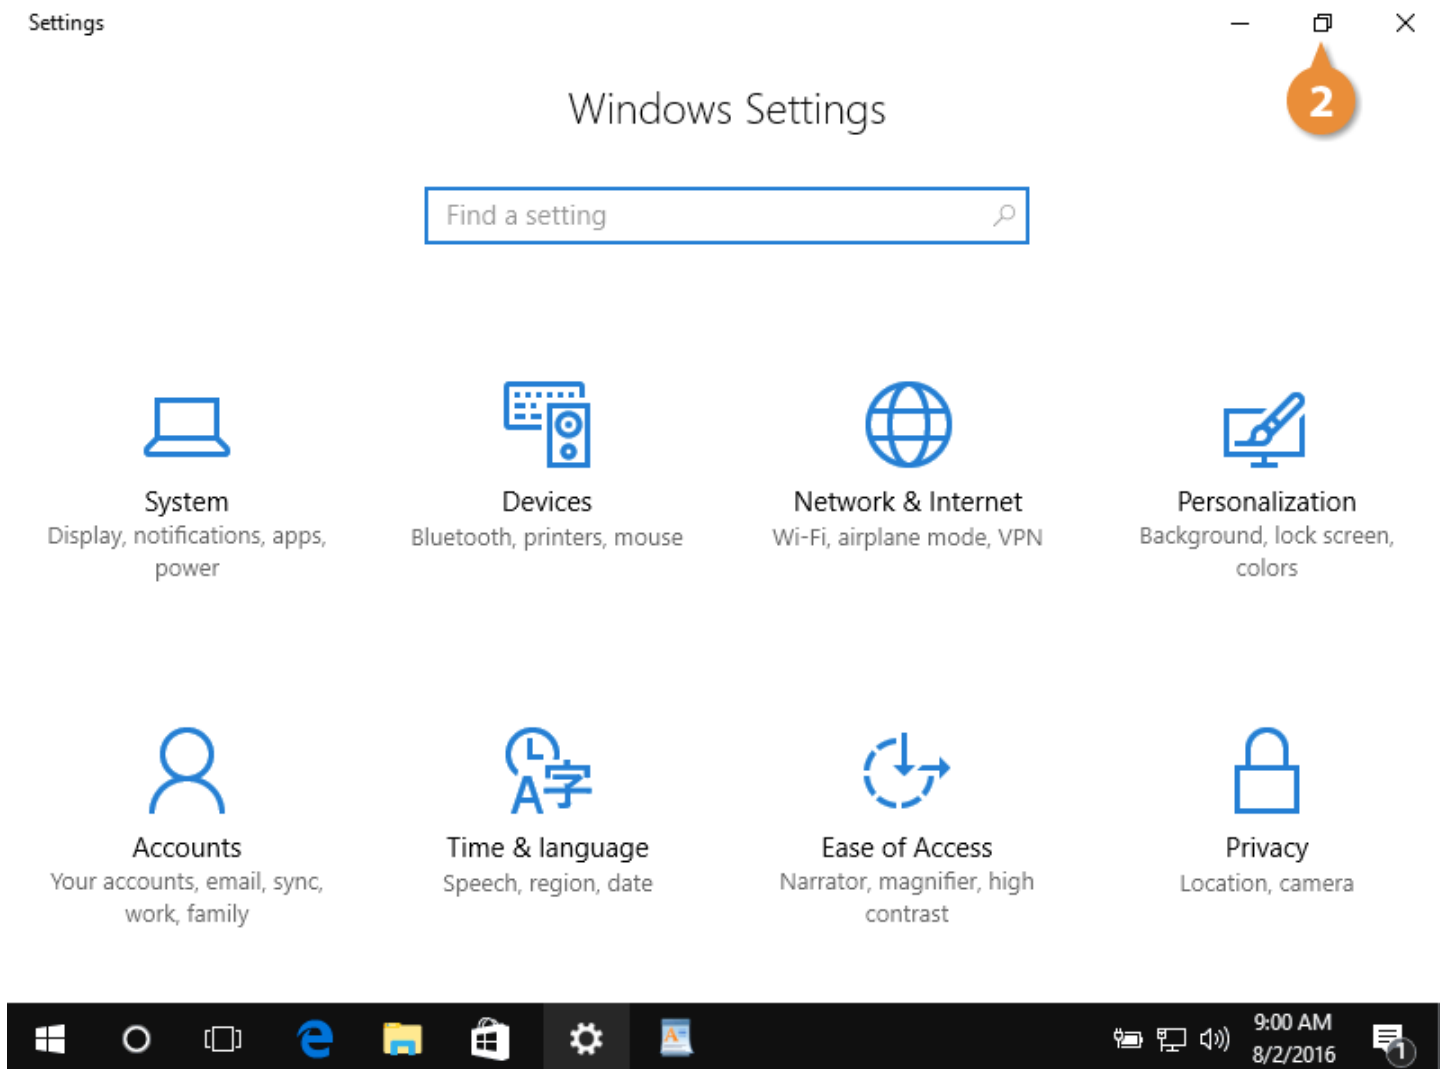 Settings
2
Windows Settings
Find a setting
System
Display, notifications, apps,
power
Devices
Bluetooth, printers, mouse
Network & Internet
Wi-Fi, airplane mode, VPN
Personalization
Background, lock screen,
colors
A字
Accounts
Your accounts, email, sync,
work, family
Time & language
Speech, region, date
Ease of Access
Narrator, magnifier, high
contrast
Privacy
Location, camera
A
9:00 AM
8/2/2016
1